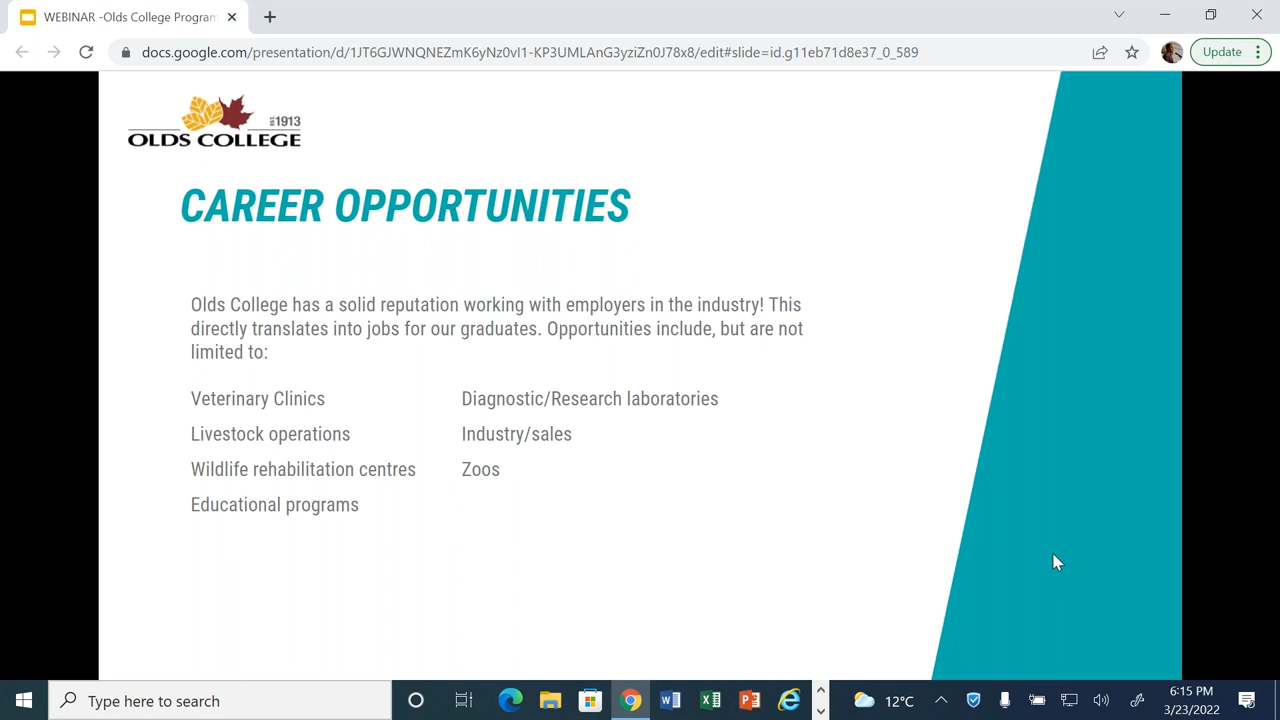 WEBINAR -Olds College Program
docs.google.com/presentation/d/1JT6GJWNQNEZmK6yNz0vI1-KP3UMLAnG3yziZn0J78x8/edit#slide=id.g11eb71d8e37_0_589
Update
EST. 1913
OLDS COLLEGE
CAREER OPPORTUNITIES
Olds College has a solid reputation working with employers in the industry! This
directly translates into jobs for our graduates. Opportunities include, but are not
limited to:
Veterinary Clinics
Diagnostic/Research laboratories
Livestock operations
Industry/sales
Wildlife rehabilitation centres
Zoos
Educational programs
Type here to search
12°C
6:15 PM
3/23/2022